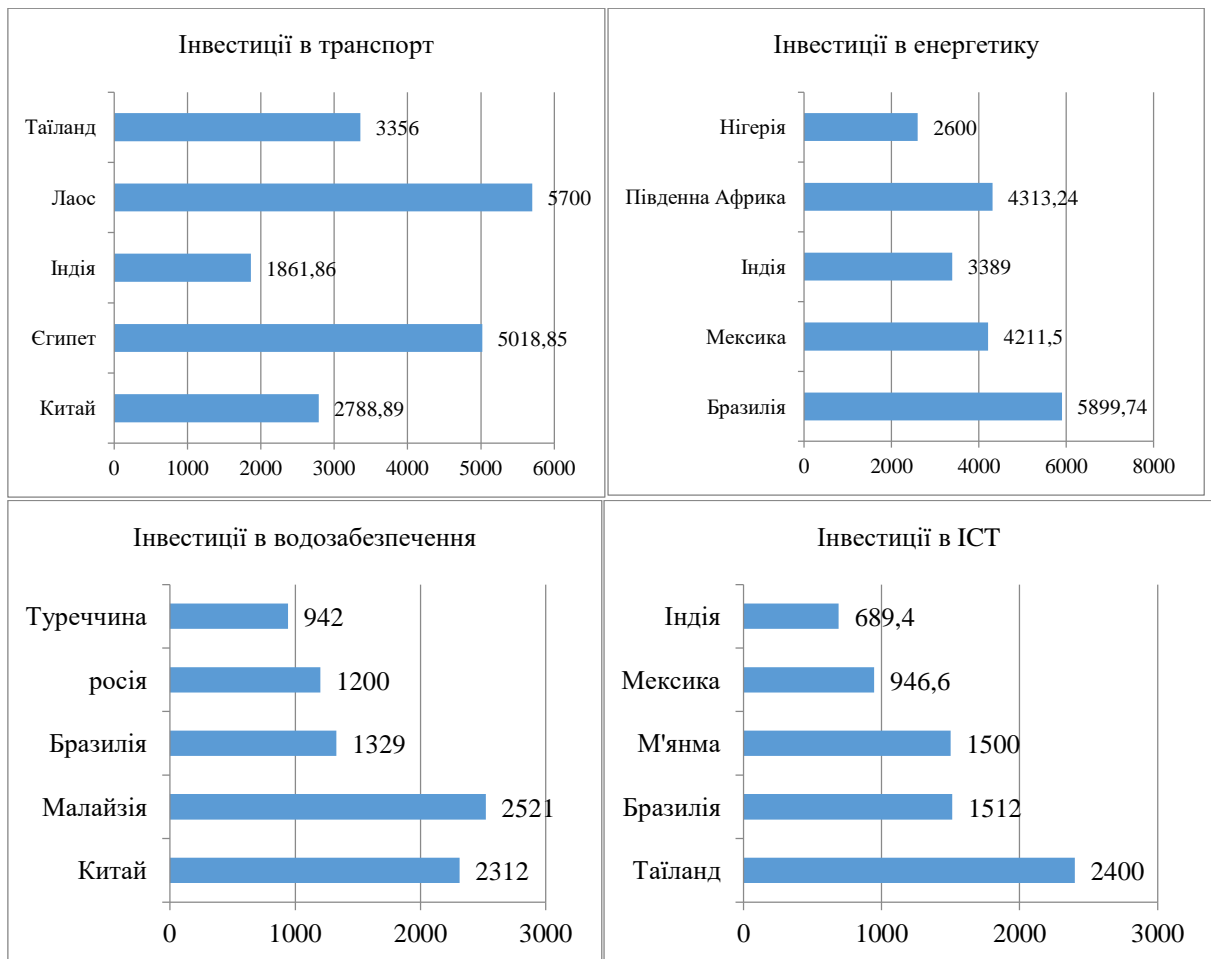 Інвестиції в транспорт
Таїланд 3356
Лаос 5700
Індія 1861,86
Єгипет 5018,85
Китай 2788,89
0 1000 2000 3000 4000 5000 6000
Інвестиції в енергетику
Нігерія 2600
Південна Африка 4313,24
Індія 3389
Мексика 4211,5
Бразилія 5899,74
0 2000 4000 6000 8000
Інвестиції в водозабезпечення
Туреччина 942
росія 1200
Бразилія 1329
Малайзія 2521
Китай 2312
0 1000 2000 3000
Інвестиції в ІСТ
Індія 689,4
Мексика 946,6
М'янма 1500
Бразилія 1512
Таїланд 2400
0 1000 2000 3000